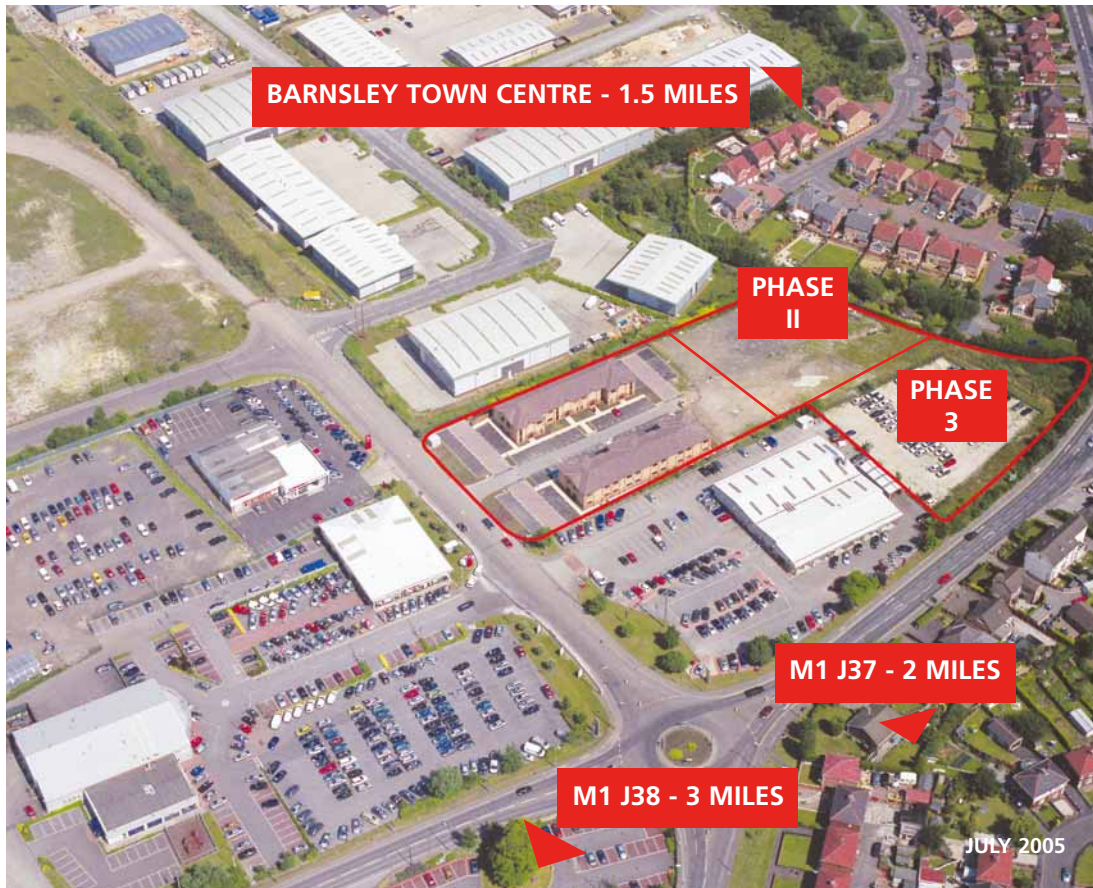 BARNSLEY TOWN CENTRE - 1.5 MILES
PHASE
II
PHASE
3
M1 J37 - 2 MILES
M1 J38 - 3 MILES
JULY 2005